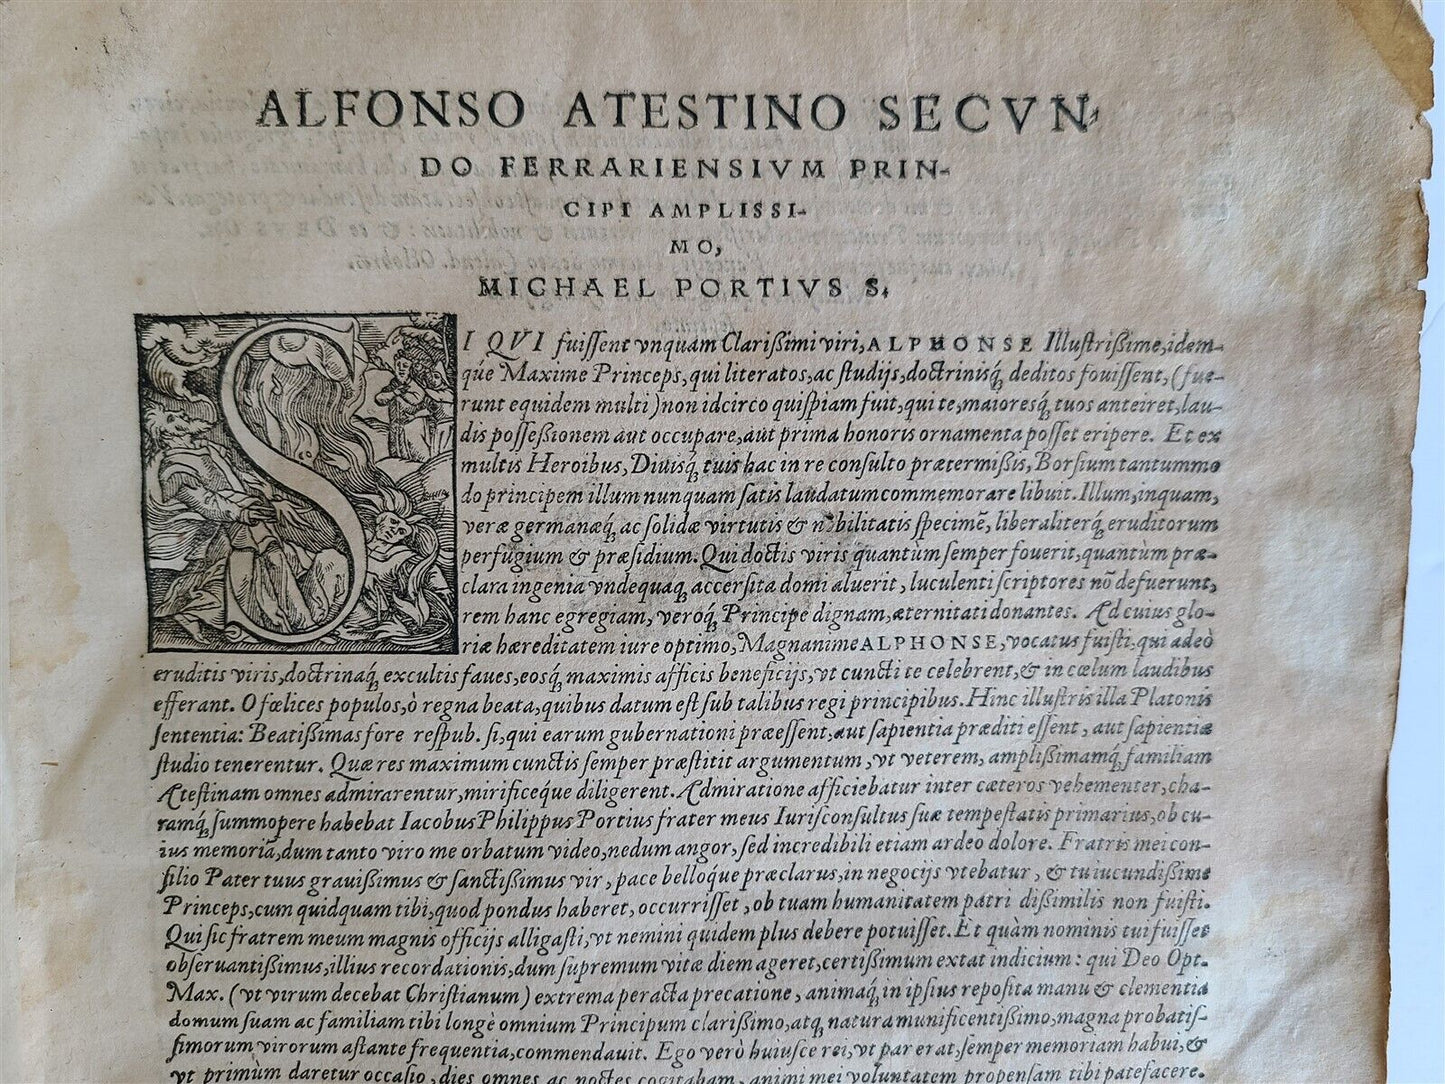 ALFONSO ATESTINO SECVN-
DO FERRARIENSIVM PRIN-
CIPI AMPLISSI-
MO,
MICHAEL PORTIVS S.
SI QVI fuiſſent vnquam Clarißimi viri, ALPHONSE Illuſtrißime, idem-
q́ue Maxime Princeps, qui literatos, ac ſtudijs, doctrinisq́; deditos fouiſſent, (fue-
runt equidem multi) non idcirco quiſpiam fuit, qui te, maioresq́; tuos anteiret, lau-
dis poſſeßionem aut occupare, aut prima honoris ornamenta poſſet eripere. Et ex
multis Heroibus, Diuisq́; tuis hac in re conſulto prætermißis, Borſium tantummo
do principem illum nunquam ſatis laudatum commemorare libuit. Illum, inquam,
veræ germanæq́; ac ſolidæ virtutis & nobilitatis ſpecimē, liberaliterq́; eruditorum
perfugium & præſidium. Qui doctis viris quantùm ſemper fouerit, quantùm præ-
clara ingenia vndequaq; accerſita domi aluerit, luculenti ſcriptores nō defuerunt,
rem hanc egregiam, veroq́; Principe dignam, æternitati donantes. Ad cuius glo-
riæ hæreditatem iure optimo, Magnanime ALPHONSE, vocatus fuiſti, qui adeò
eruditis viris, doctrinaq́; excultis faues, eosq́; maximis afficis beneficijs, vt cuncti te celebrent, & in cœlum laudibus
efferant. O fœlices populos, ò regna beata, quibus datum eſt ſub talibus regi principibus. Hinc illuſtris illa Platonis
ſententia: Beatißimas fore reſpub. ſi, qui earum gubernationi præeſſent, aut ſapientia præditi eſſent, aut ſapientiæ
ſtudio tenerentur. Quæ res maximum cunctis ſemper præſtitit argumentum, vt veterem, amplißimamq́; familiam
Ateſtinam omnes admirarentur, mirificeque diligerent. Admiratione afficiebatur inter cæteros vehementer, cha-
ramq́; ſummopere habebat Iacobus Philippus Portius frater meus Iuriſconſultus ſuæ tempeſtatis primarius, ob cu-
ius memoriā, dum tanto viro me orbatum video, nedum angor, ſed incredibili etiam ardeo dolore. Fratris mei con-
ſilio Pater tuus grauißimus & ſanctißimus vir, pace belloque præclarus, in negocijs vtebatur, & tu iucundißime
Princeps, cum quidquam tibi, quod pondus haberet, occurriſſet, ob tuam humanitatem patri dißimilis non fuiſti.
Qui ſic fratrem meum magnis officijs alligaſti, vt nemini quidem plus debere potuiſſet. Et quàm nominis tui fuiſſet
obſeruantißimus, illius recordationis, dum ſupremum vitæ diem ageret, certißimum extat indicium: qui Deo Opt.
Max. (vt virum decebat Chriſtianum) extrema peracta precatione, animaq́; in ipſius repoſita manu & clementia
domum ſuam ac familiam tibi longè omnium Principum clarißimo, atq; natura munificentißimo, magna probatiſ-
ſimorum virorum aſtante frequentia, commendauit. Ego verò huiuſce rei, vt par erat, ſemper memoriam habui, &
vt primùm daretur occaſio, dies omnes ac noctes cogitabam, animi mei voluntatem propenſam tibi patefacere.